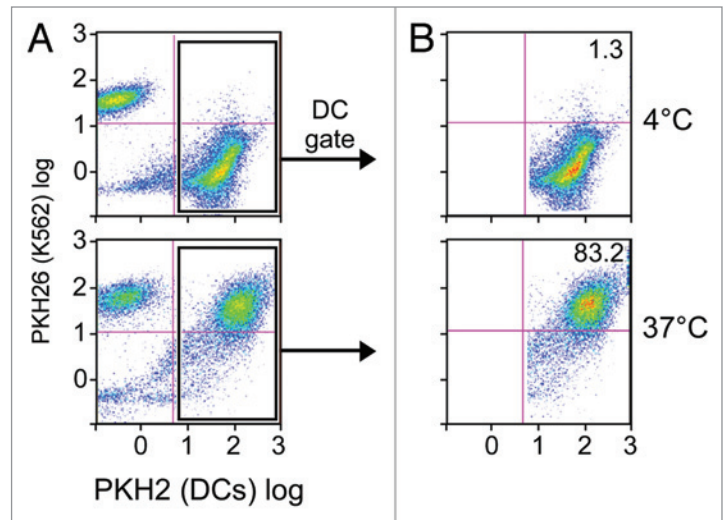 A
B
3
2
1
0
PKH26 (K562) log
DC
gate
1.3
4°C
3
2
1
0
83.2
37°C
0 1 2 3
0 1 2 3
PKH2 (DCs) log